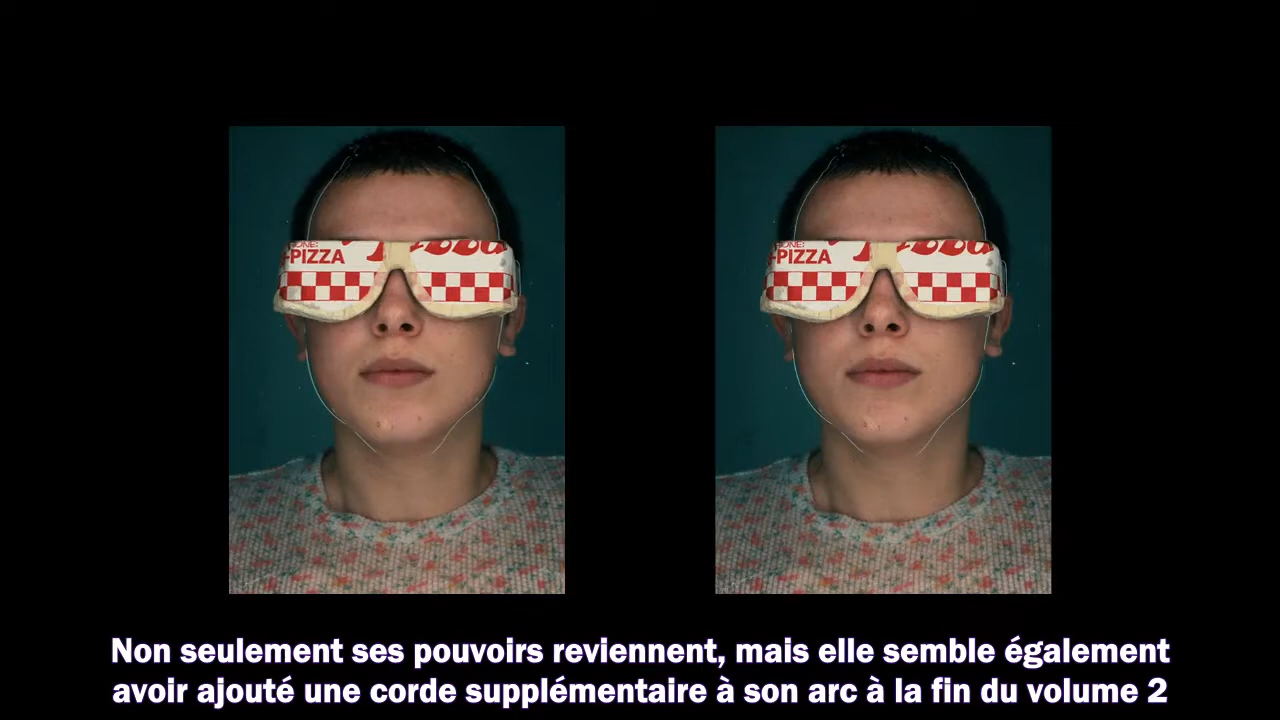 -PIZZA
-PIZZA
Non seulement ses pouvoirs reviennent, mais elle semble également
avoir ajouté une corde supplémentaire à son arc à la fin du volume 2